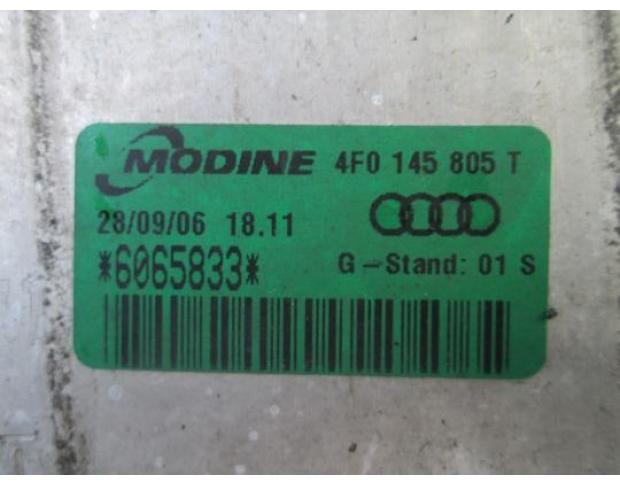 MODINE 4F0 145 805 T
28/09/06 18.11
*6065833*
G-Stand: 01 S